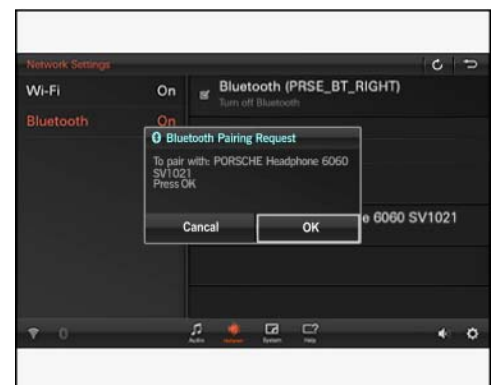 Network Settings
Wi-Fi On
Bluetooth On
Bluetooth (PRSE_BT_RIGHT)
Turn off Bluetooth
Bluetooth Pairing Request
To pair with: PORSCHE Headphone 6060
SV1021
Press OK
Cancal OK
e 6060 SV1021
Audio Network System Help